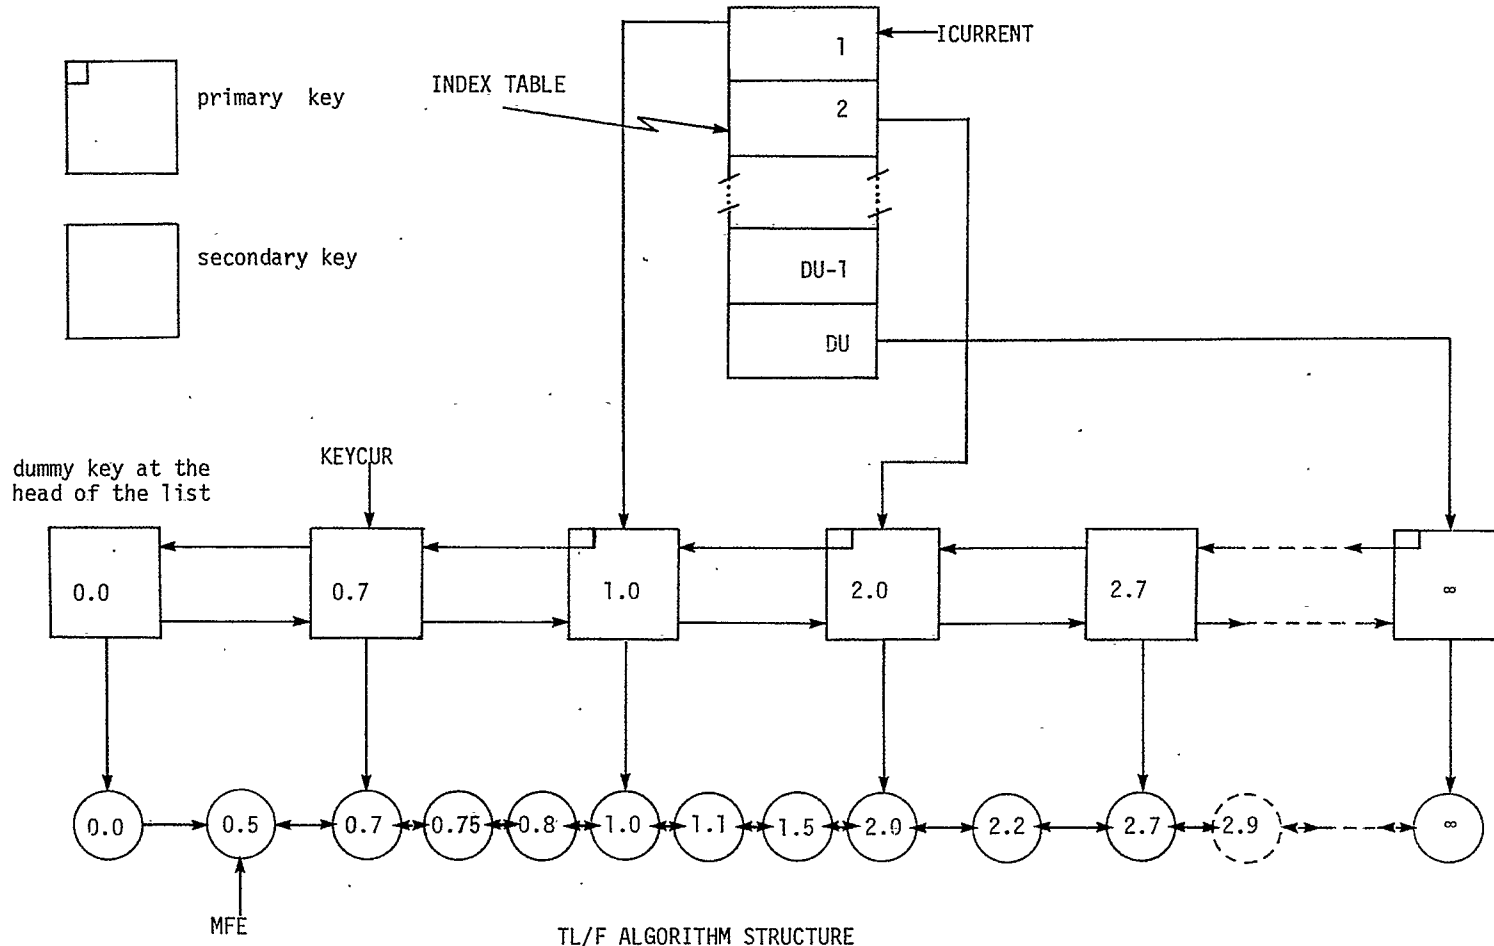 1
ICURRENT
INDEX TABLE
primary key
2
secondary key
DU-1
DU
KEYCUR
dummy key at the
head of the list
0.0
0.7
1.0
2.0
2.7
∞
0.0
0.5
0.7
0.75
0.8
1.0
1.1
1.5
2.0
2.2
2.7
2.9
∞
MFE
TL/F ALGORITHM STRUCTURE